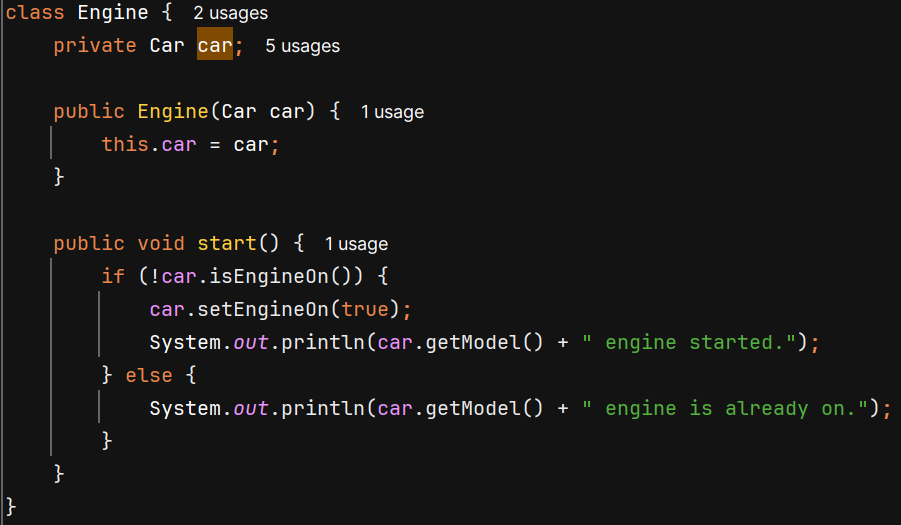 class Engine {  2 usages
    private Car car;  5 usages

    public Engine(Car car) {  1 usage
        this.car = car;
    }

    public void start() {  1 usage
        if (!car.isEngineOn()) {
            car.setEngineOn(true);
            System.out.println(car.getModel() + " engine started.");
        } else {
            System.out.println(car.getModel() + " engine is already on.");
        }
    }
}